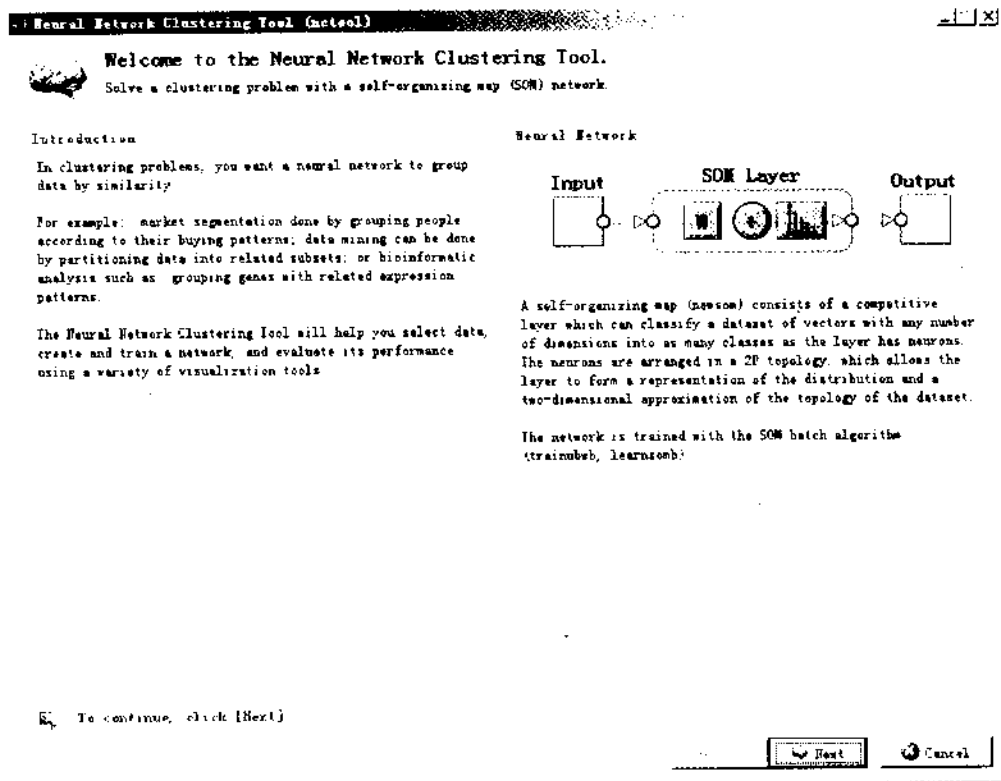 Neural Network Clustering Tool (nctool)
Welcome to the Neural Network Clustering Tool.
Solve a clustering problem with a self-organizing map (SOM) network.
Introduction
In clustering problems, you want a neural network to group
data by similarity
For example: market segmentation done by grouping people
according to their buying patterns; data mining can be done
by partitioning data into related subsets; or bioinformatic
analysis such as grouping genes with related expression
patterns.
The Neural Network Clustering Tool will help you select data,
create and train a network, and evaluate its performance
using a variety of visualization tools
Neural Network
Input
SOM Layer
Output
A self-organizing map (newsom) consists of a competitive
layer which can classify a dataset of vectors with any number
of dimensions into as many classes as the layer has neurons.
The neurons are arranged in a 2D topology, which allows the
layer to form a representation of the distribution and a
two-dimensional approximation of the topology of the dataset.
The network is trained with the SOM batch algorithm
(trainubwb, learnsomb)
To continue, click [Next]
Next
Cancel